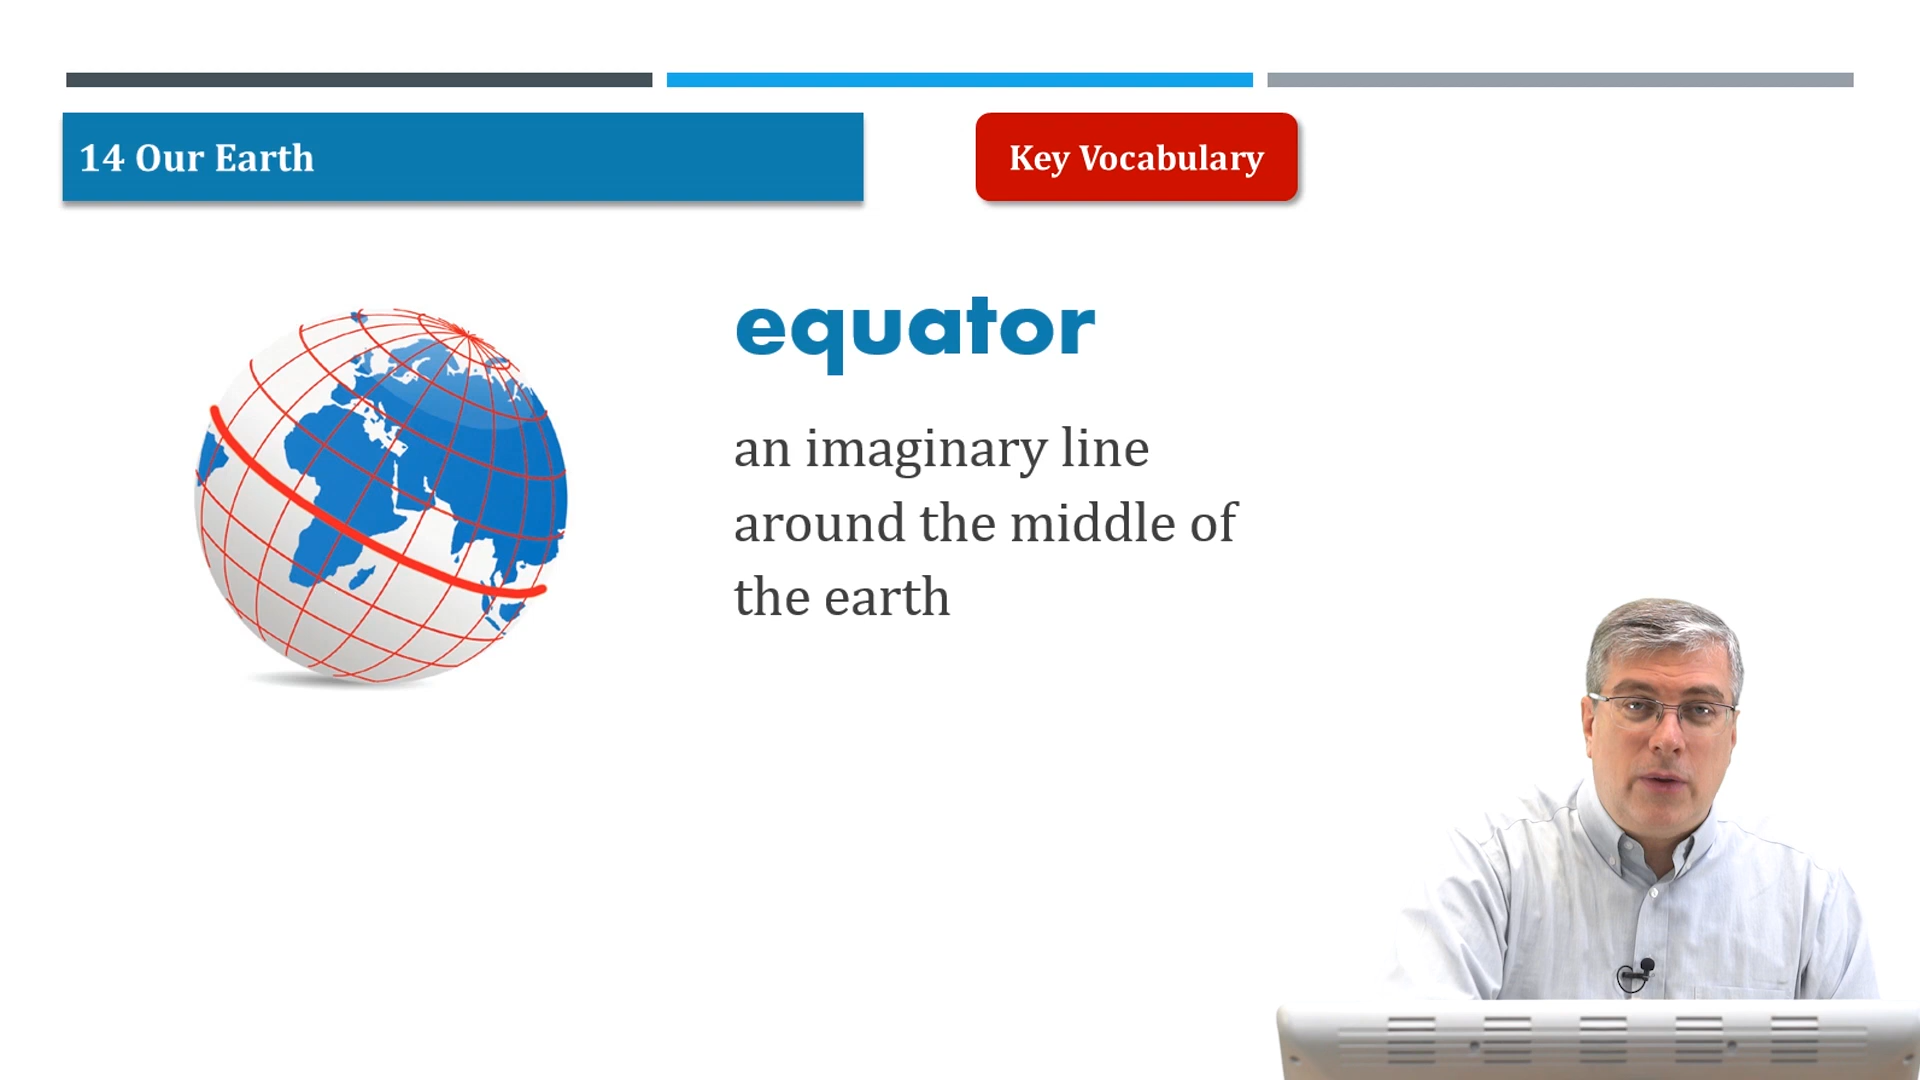 14 Our Earth
Key Vocabulary
equator
an imaginary line
around the middle of
the earth